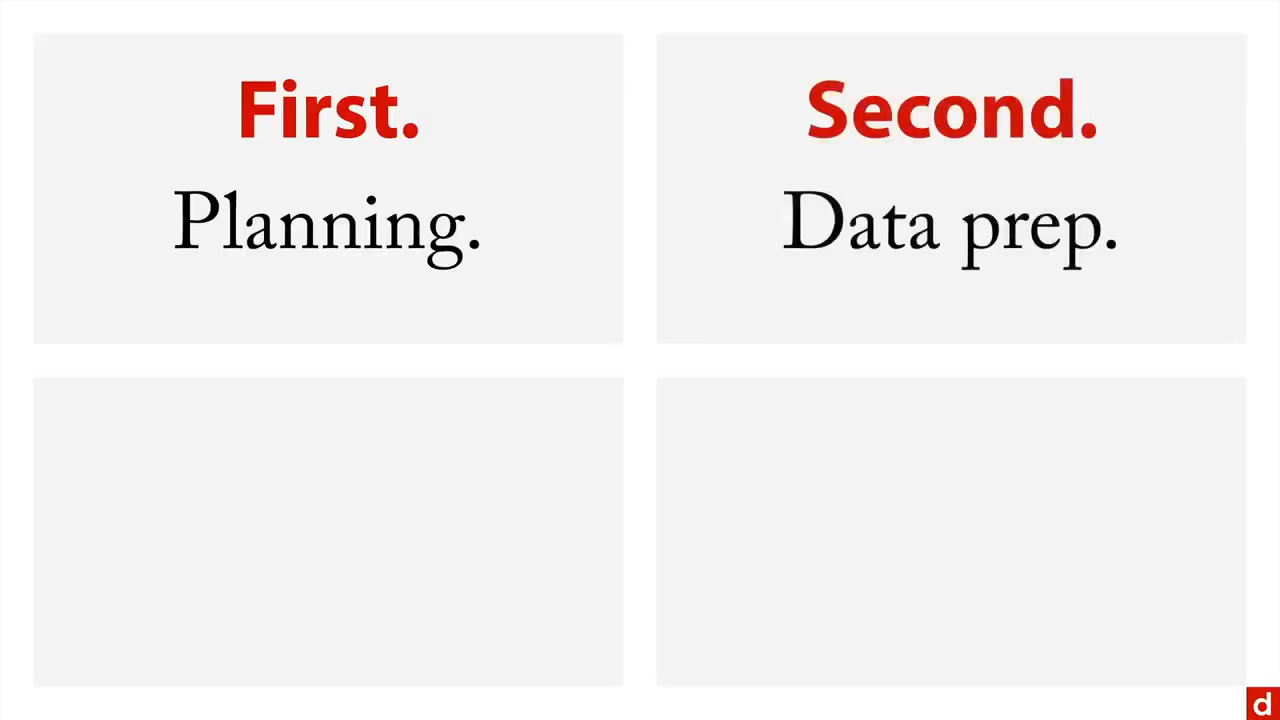 First.
Planning.
Second.
Data prep.
d